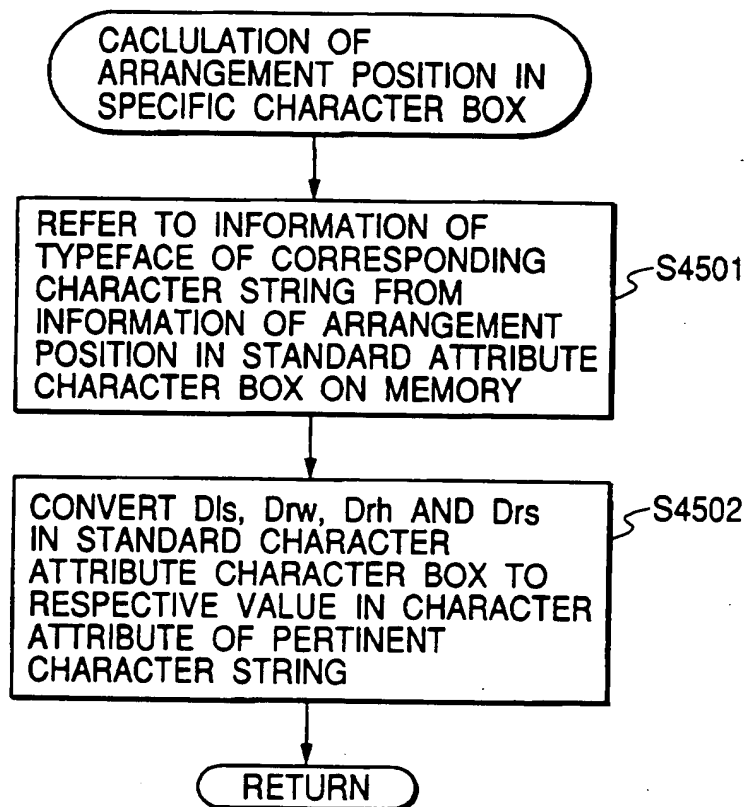 CACLULATION OF
ARRANGEMENT POSITION IN
SPECIFIC CHARACTER BOX
REFER TO INFORMATION OF
TYPEFACE OF CORRESPONDING
CHARACTER STRING FROM
INFORMATION OF ARRANGEMENT
POSITION IN STANDARD ATTRIBUTE
CHARACTER BOX ON MEMORY
S4501
CONVERT Dls, Drw, Drh AND Drs
IN STANDARD CHARACTER
ATTRIBUTE CHARACTER BOX TO
RESPECTIVE VALUE IN CHARACTER
ATTRIBUTE OF PERTINENT
CHARACTER STRING
S4502
RETURN